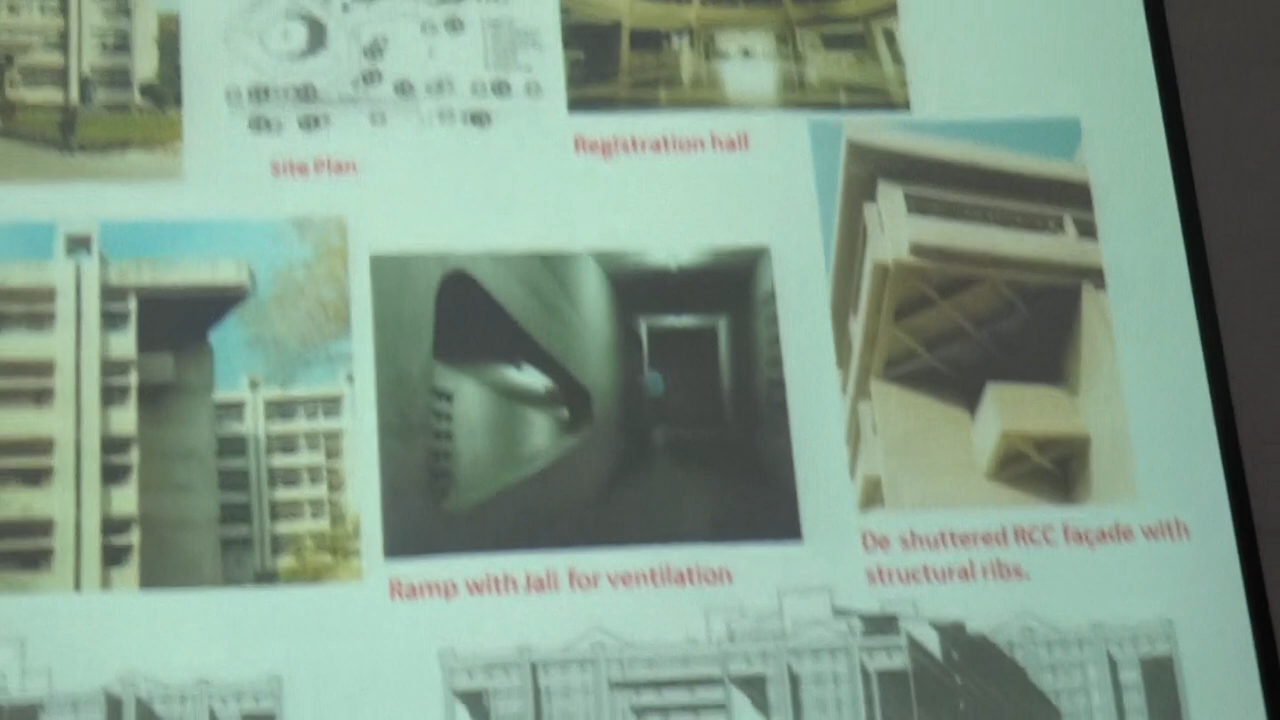 Site Plan
Registration hall
Ramp with Jali for ventilation
De shuttered RCC façade with
structural ribs.